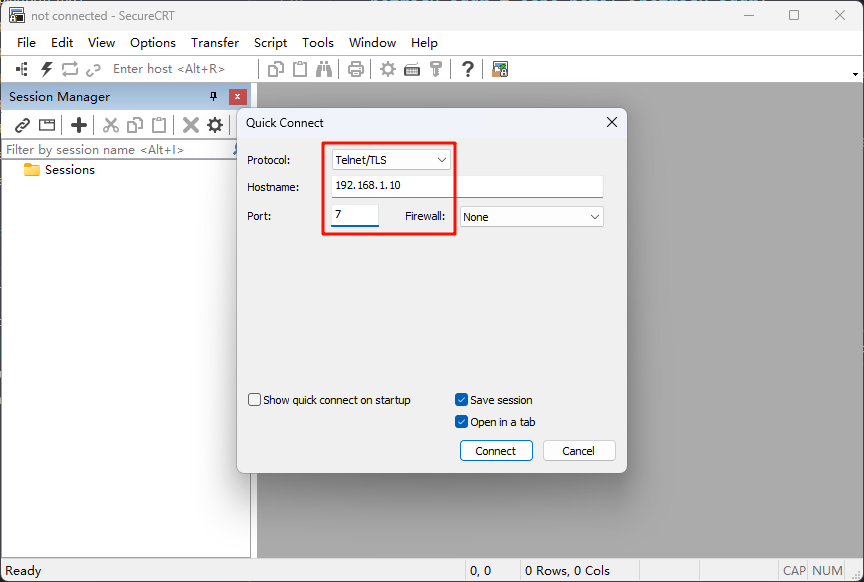 not connected - SecureCRT
File Edit View Options Transfer Script Tools Window Help
Enter host <Alt+R>
Session Manager
Filter by session name <Alt+I>
Sessions
Quick Connect
Protocol: Telnet/TLS
Hostname: 192.168.1.10
Port: 7 Firewall: None
Show quick connect on startup Save session
Open in a tab
Connect Cancel
Ready 0, 0 0 Rows, 0 Cols CAP NUM